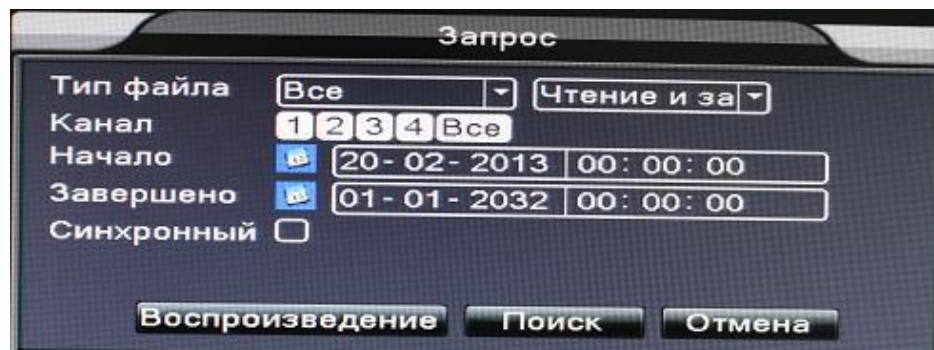 Запрос
Тип файла Все Чтение и за
Канал 1 2 3 4 Все
Начало 20-02-2013 00:00:00
Завершено 01-01-2032 00:00:00
Синхронный
Воспроизведение Поиск Отмена